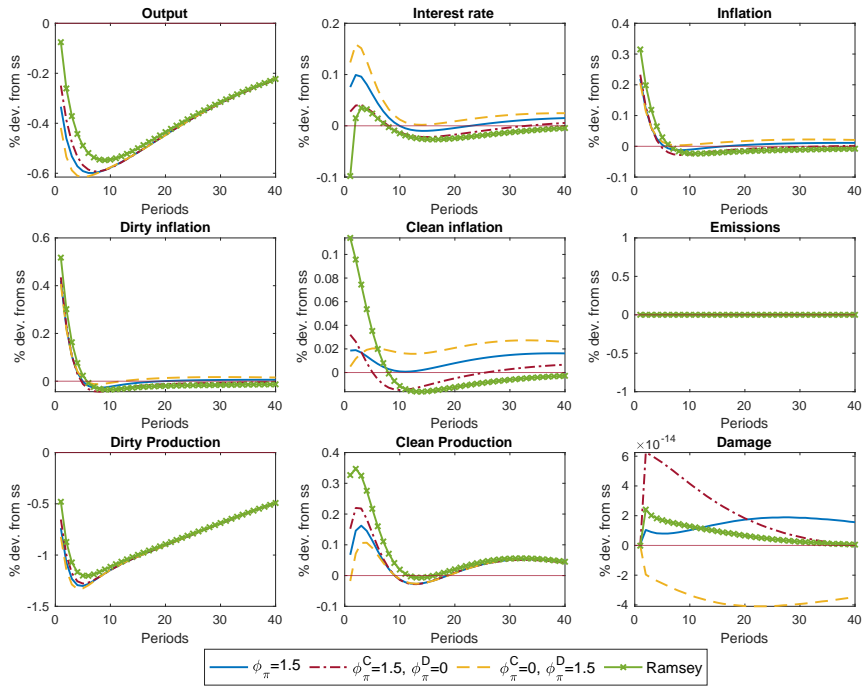 Output
Interest rate
Inflation
% dev. from ss
0
-0.2
-0.4
-0.6
0 10 20 30 40
Periods
% dev. from ss
0.2
0.1
0
-0.1
0 10 20 30 40
Periods
% dev. from ss
0.4
0.3
0.2
0.1
0
-0.1
0 10 20 30 40
Periods
Dirty inflation
Clean inflation
Emissions
% dev. from ss
0.6
0.4
0.2
0
0 10 20 30 40
Periods
% dev. from ss
0.1
0.08
0.06
0.04
0.02
0
0 10 20 30 40
Periods
% dev. from ss
1
0.5
0
-0.5
-1
0 10 20 30 40
Periods
Dirty Production
Clean Production
Damage
% dev. from ss
0
-0.5
-1
-1.5
0 10 20 30 40
Periods
% dev. from ss
0.4
0.3
0.2
0.1
0
-0.1
0 10 20 30 40
Periods
% dev. from ss
×10⁻¹⁴
6
4
2
0
-2
-4
0 10 20 30 40
Periods
ϕ_π=1.5 ϕ_π^C=1.5, ϕ_π^D=0 ϕ_π^C=0, ϕ_π^D=1.5 Ramsey